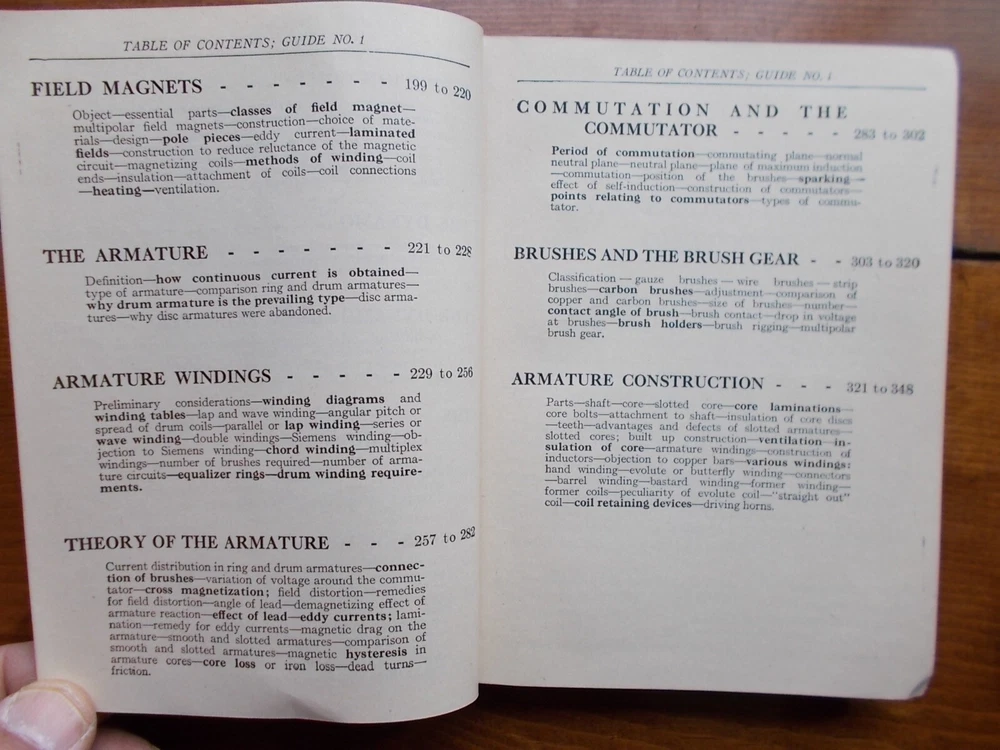 TABLE OF CONTENTS; GUIDE NO. 1
FIELD MAGNETS - - - - - - - 199 to 220
Object—essential parts—classes of field magnet—
multipolar field magnets—construction—choice of mate-
rials—design—pole pieces—eddy current—laminated
fields—construction to reduce reluctance of the magnetic
circuit—magnetizing coils—methods of winding—coil
ends—insulation—attachment of coils—coil connections
—heating—ventilation.
THE ARMATURE - - - - - - - 221 to 228
Definition—how continuous current is obtained—
type of armature—comparison ring and drum armatures—
why drum armature is the prevailing type—disc arma-
tures—why disc armatures were abandoned.
ARMATURE WINDINGS - - - - - 229 to 256
Preliminary considerations—winding diagrams and
winding tables—lap and wave winding—angular pitch or
spread of drum coils—parallel or lap winding—series or
wave winding—double windings—Siemens winding—ob-
jection to Siemens winding—chord winding—multiplex
windings—number of brushes required—number of arma-
ture circuits—equalizer rings—drum winding require-
ments.
THEORY OF THE ARMATURE - - - 257 to 282
Current distribution in ring and drum armatures—connec-
tion of brushes—variation of voltage around the commu-
tator—cross magnetization; field distortion—remedies
for field distortion—angle of lead—demagnetizing effect of
armature reaction—effect of lead—eddy currents; lami-
nation—remedy for eddy currents—magnetic drag on the
armature—smooth and slotted armatures—comparison of
smooth and slotted armatures—magnetic hysteresis in
armature cores—core loss or iron loss—dead turns—
friction.
TABLE OF CONTENTS; GUIDE NO. 1
COMMUTATION AND THE
COMMUTATOR - - - - - 283 to 302
Period of commutation—commutating plane—normal
neutral plane—neutral plane—plane of maximum induction
—commutation—position of the brushes—sparking—
effect of self-induction—construction of commutators—
points relating to commutators—types of commu-
tator.
BRUSHES AND THE BRUSH GEAR - - 303 to 320
Classification — gauze brushes — wire brushes — strip
brushes—carbon brushes—adjustment—comparison of
copper and carbon brushes—size of brushes—number—
contact angle of brush—brush contact—drop in voltage
at brushes—brush holders—brush rigging—multipolar
brush gear.
ARMATURE CONSTRUCTION - - - 321 to 348
Parts—shaft—core—slotted core—core laminations—
core bolts—attachment to shaft—insulation of core discs
—teeth—advantages and defects of slotted armatures—
slotted cores; built up construction—ventilation—in-
sulation of core—armature windings—construction of
inductors—objection to copper bars—various windings:
hand winding—evolute or butterfly winding—connectors
—barrel winding—bastard winding—former winding—
former coils—peculiarity of evolute coil—"straight out"
coil—coil retaining devices—driving horns.